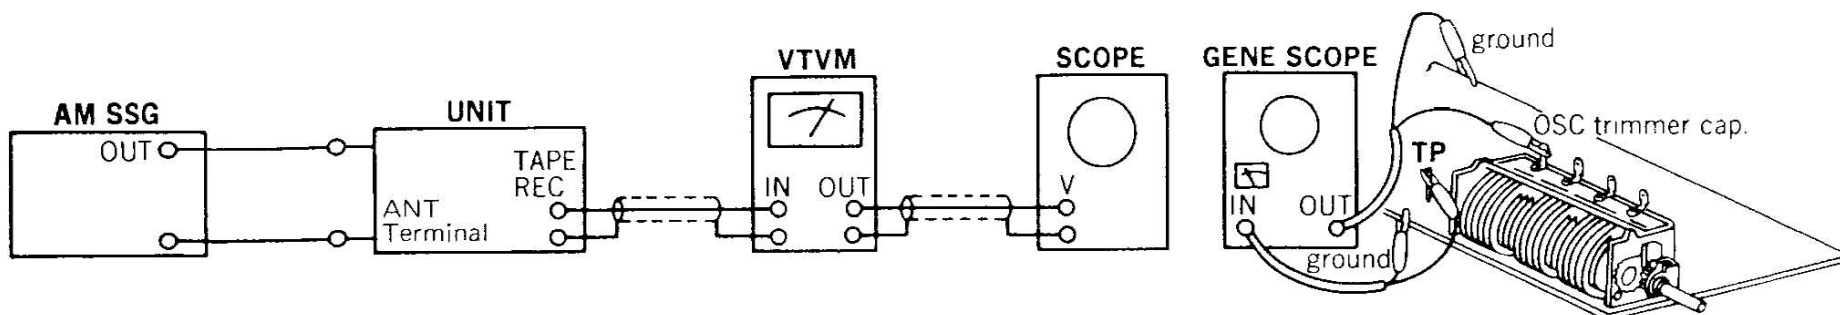 AM SSG
OUT
UNIT
TAPE
REC
ANT
Terminal
VTVM
IN OUT
SCOPE
V
GENE SCOPE
IN OUT
ground
OSC trimmer cap.
TP
ground